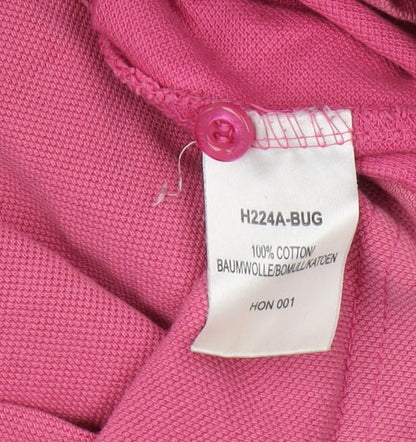 H224A-BUG
100% COTTON/
BAUMWOLLE/BOMULL/KATOEN
HON 001